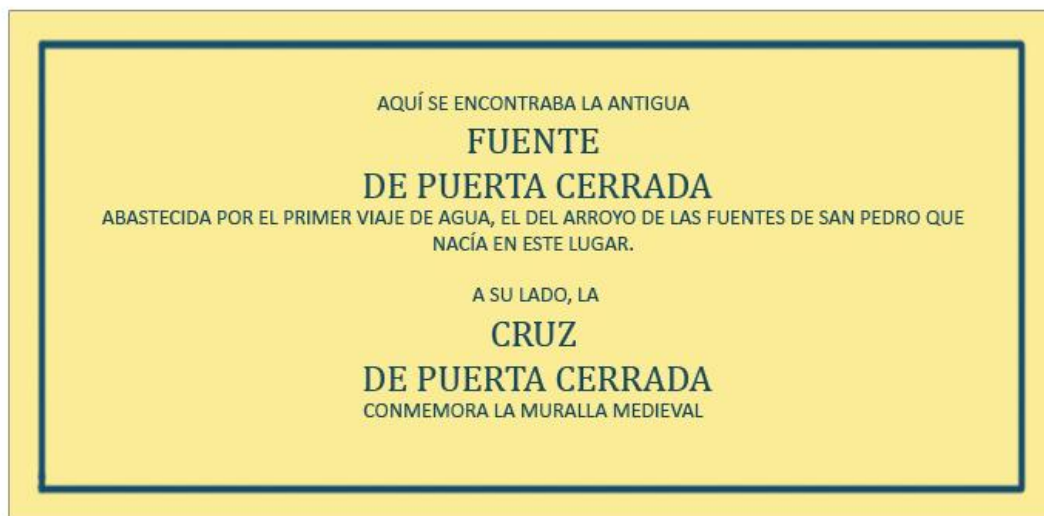 AQUÍ SE ENCONTRABA LA ANTIGUA
FUENTE
DE PUERTA CERRADA
ABASTECIDA POR EL PRIMER VIAJE DE AGUA, EL DEL ARROYO DE LAS FUENTES DE SAN PEDRO QUE
NACÍA EN ESTE LUGAR.
A SU LADO, LA
CRUZ
DE PUERTA CERRADA
CONMEMORA LA MURALLA MEDIEVAL